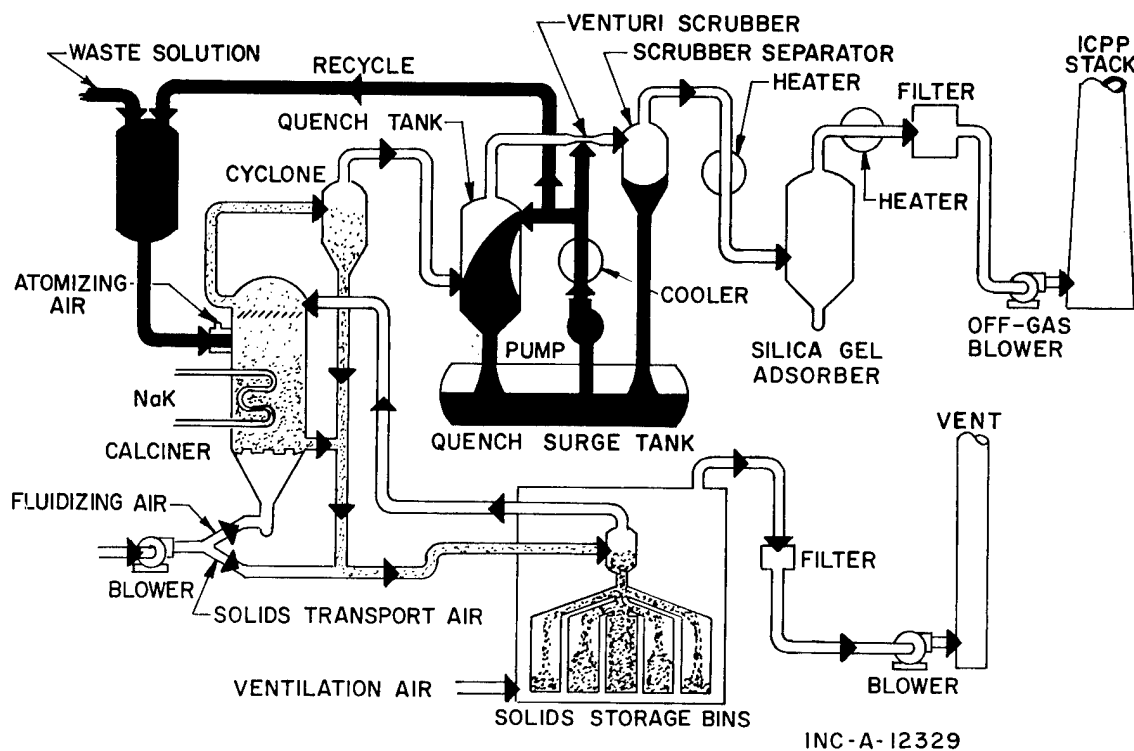 VENTURI SCRUBBER
WASTE SOLUTION
SCRUBBER SEPARATOR
ICPP
STACK
RECYCLE
HEATER
FILTER
QUENCH TANK
CYCLONE
HEATER
ATOMIZING
AIR
COOLER
OFF-GAS
BLOWER
PUMP
SILICA GEL
ADSORBER
NaK
VENT
QUENCH SURGE TANK
CALCINER
FLUIDIZING AIR
FILTER
BLOWER
SOLIDS TRANSPORT AIR
VENTILATION AIR
BLOWER
SOLIDS STORAGE BINS
INC-A-12329